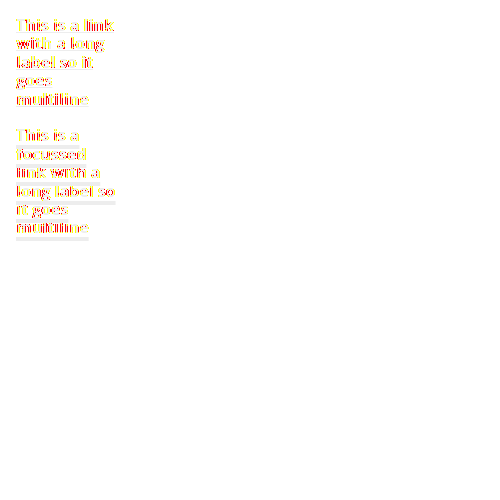 This is a link
with a long
label so it
goes
multiline
This is a
focussed
link with a
long label so
it goes
multiline